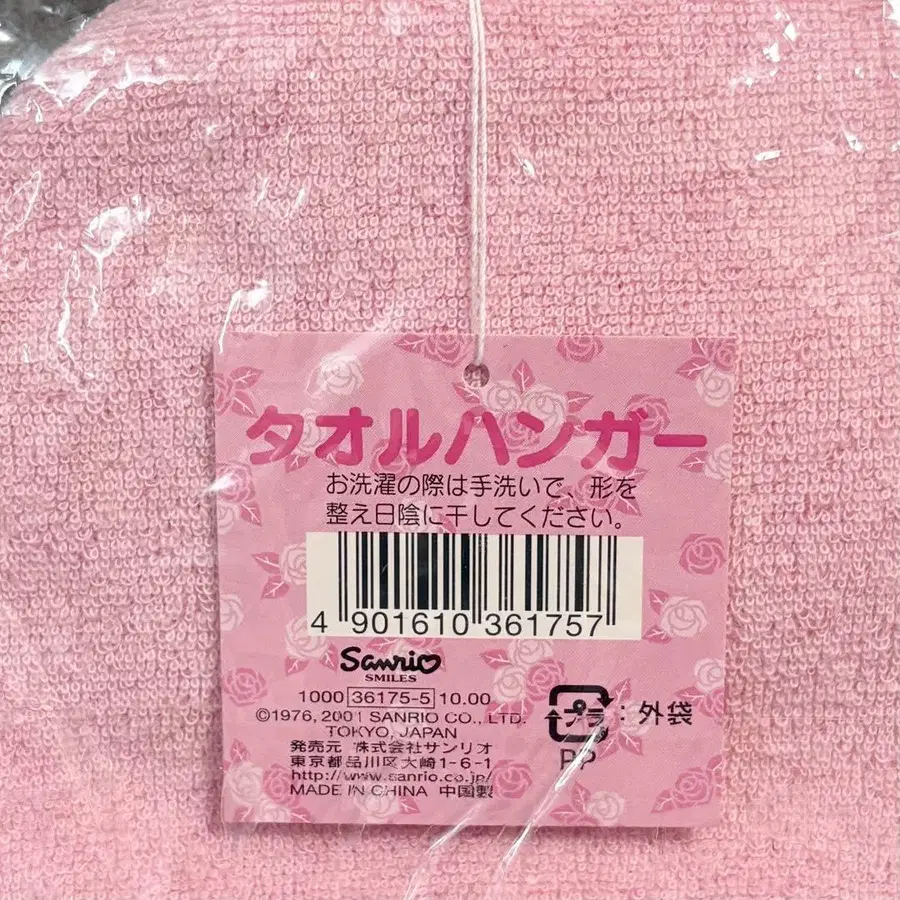 タオルハンガー
お洗濯の際は手洗いで、形を
整え日陰に干してください。
4 901610 361757
Sanrio
SMILES
1000 36175-5 10.00
©1976, 2001 SANRIO CO., LTD.
TOKYO, JAPAN
発売元 株式会社サンリオ
東京都品川区大崎1-6-1
http://www.sanrio.co.jp/
MADE IN CHINA 中国製
プラ : 外袋
PP